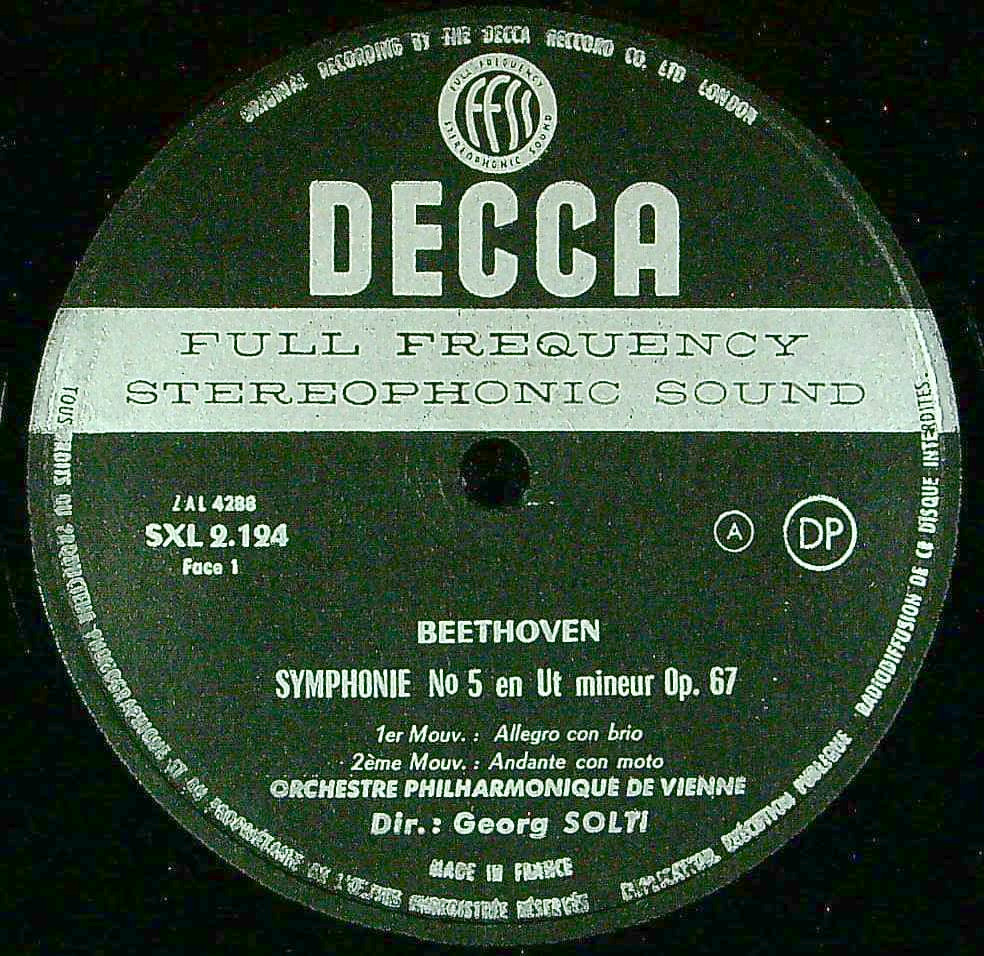 ORIGINAL RECORDING BY THE DECCA RECCORD CO. LTD LONDON
FULL FREQUENCY
FFSS
STEREOPHONIC SOUND
DECCA
FULL FREQUENCY
STEREOPHONIC SOUND
ZAL 4288
SXL 2.124
Face 1
A
DP
BEETHOVEN
SYMPHONIE No 5 en Ut mineur Op. 67
1er Mouv. : Allegro con brio
2ème Mouv. : Andante con moto
ORCHESTRE PHILHARMONIQUE DE VIENNE
Dir. : Georg SOLTI
MADE IN FRANCE
TOUS DROITS DU PRODUCTEUR PHONOGRAPHIQUE ET DU PROPRIÉTAIRE DE L'ŒUVRE ENREGISTRÉE RÉSERVÉS
DUPLICATION, EXÉCUTION PUBLIQUE RADIODIFFUSION DE CE DISQUE INTERDITES